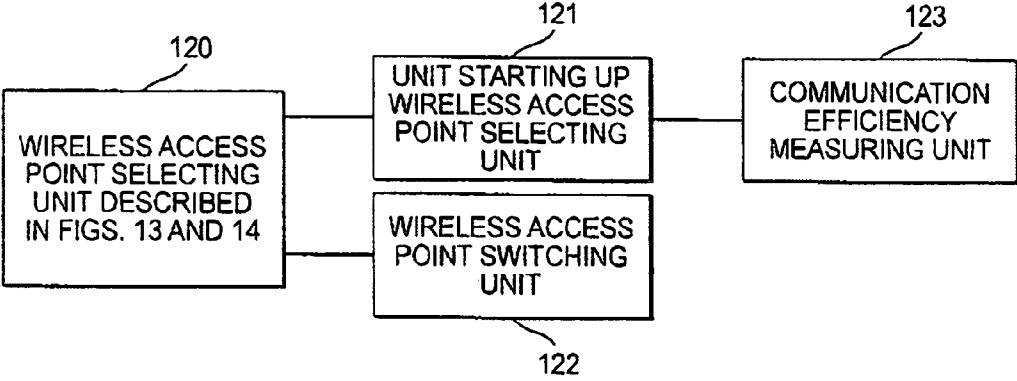 120
WIRELESS ACCESS
POINT SELECTING
UNIT DESCRIBED
IN FIGS. 13 AND 14
121
UNIT STARTING UP
WIRELESS ACCESS
POINT SELECTING
UNIT
123
COMMUNICATION
EFFICIENCY
MEASURING UNIT
WIRELESS ACCESS
POINT SWITCHING
UNIT
122